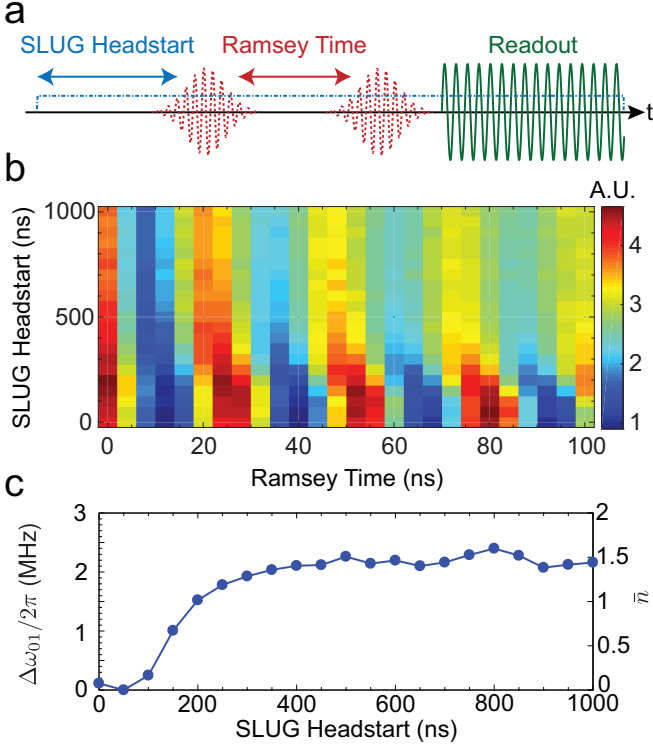 a
SLUG Headstart
Ramsey Time
Readout
t
b
A.U.
SLUG Headstart (ns)
1000
500
0
4
3
2
1
0
20
40
60
80
100
Ramsey Time (ns)
c
Δω₀₁/2π (MHz)
3
2
1
0
2
1.5
1
0.5
0
n̄
0
200
400
600
800
1000
SLUG Headstart (ns)